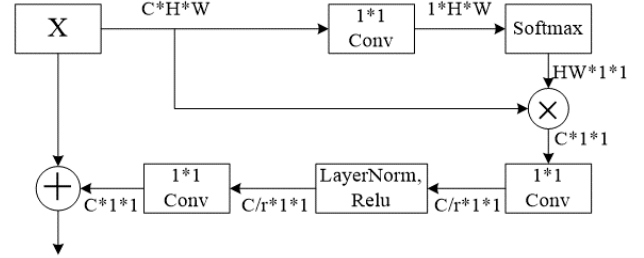 X
C*H*W
1*1
Conv
1*H*W
Softmax
HW*1*1
×
C*1*1
1*1
Conv
C/r*1*1
LayerNorm,
Relu
C/r*1*1
1*1
Conv
C*1*1
+